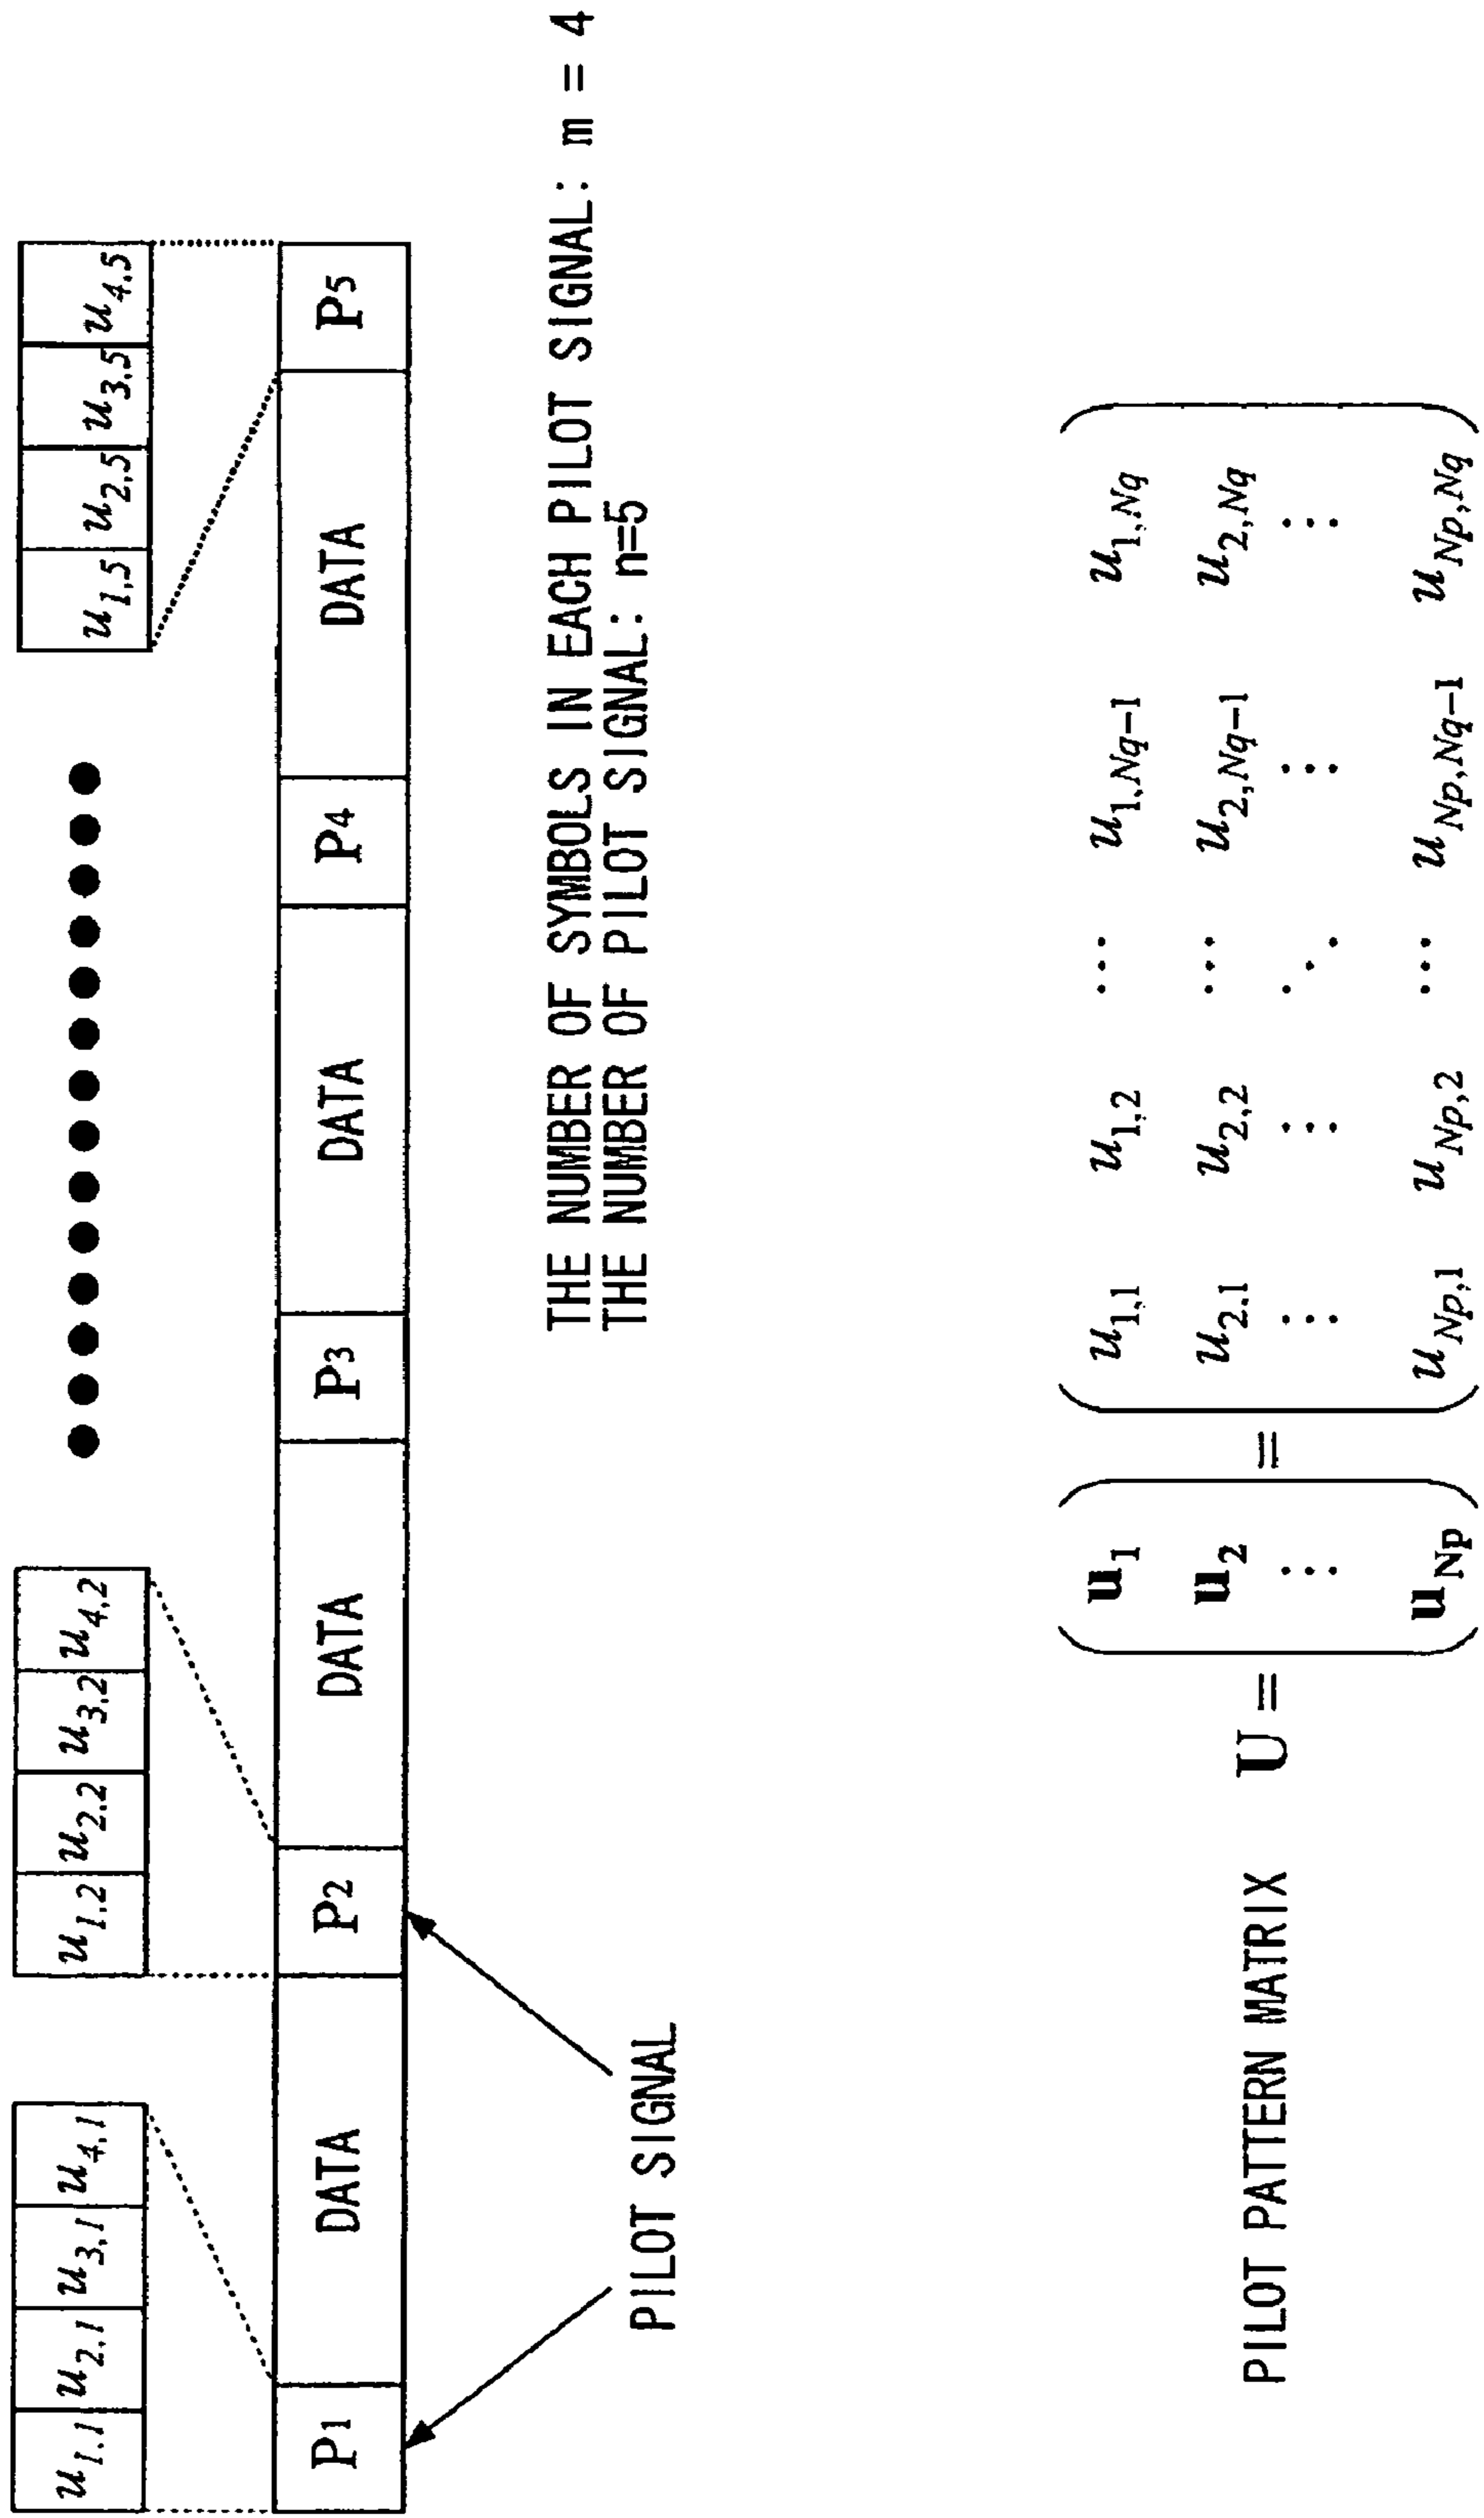 u1,1 u2,1 u3,1 u4,1 u1,2 u2,2 u3,2 u4,2 u1,5 u2,5 u3,5 u4,5
P1 DATA P2 DATA P3 DATA P4 DATA P5
THE NUMBER OF SYMBOLS IN EACH PILOT SIGNAL: m = 4
THE NUMBER OF PILOT SIGNAL: n=5
PILOT SIGNAL
u1 u1,1 u1,2 ... u1,Nq-1 u1,Nq
u2 u2,1 u2,2 ... u2,Nq-1 u2,Nq
PILOT PATTERN MATRIX U = =
uNp uNp,1 uNp,2 ... uNp,Nq-1 uNp,Nq